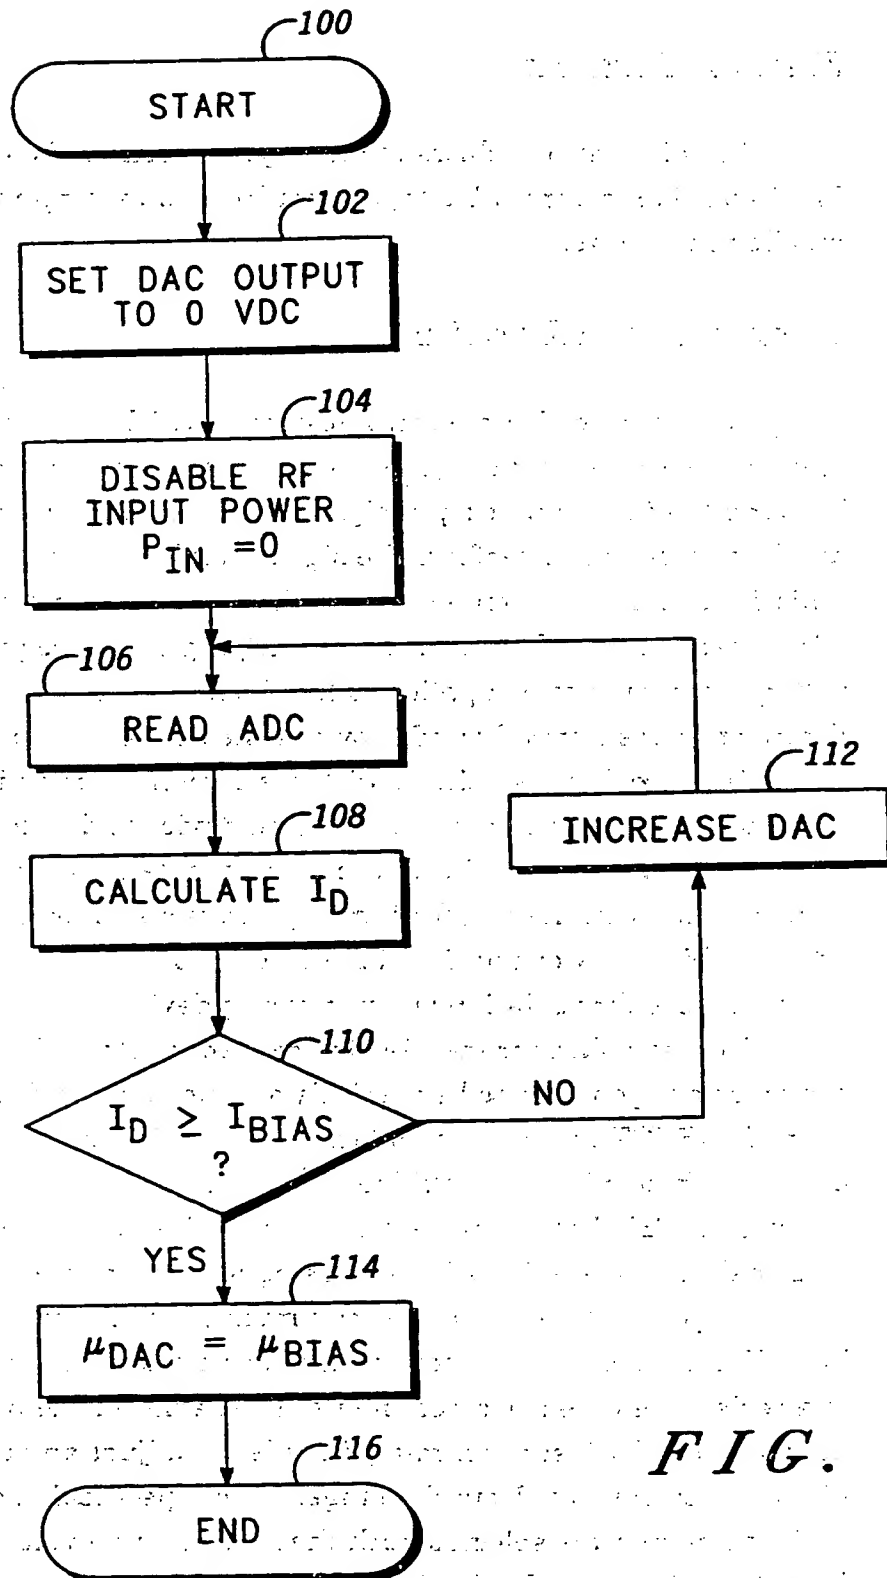 100
START
102
SET DAC OUTPUT
TO 0 VDC
104
DISABLE RF
INPUT POWER
PIN =0
106
READ ADC
112
INCREASE DAC
108
CALCULATE ID
110
ID ≥ IBIAS
?
NO
YES
114
μDAC = μBIAS
116
END
FIG.